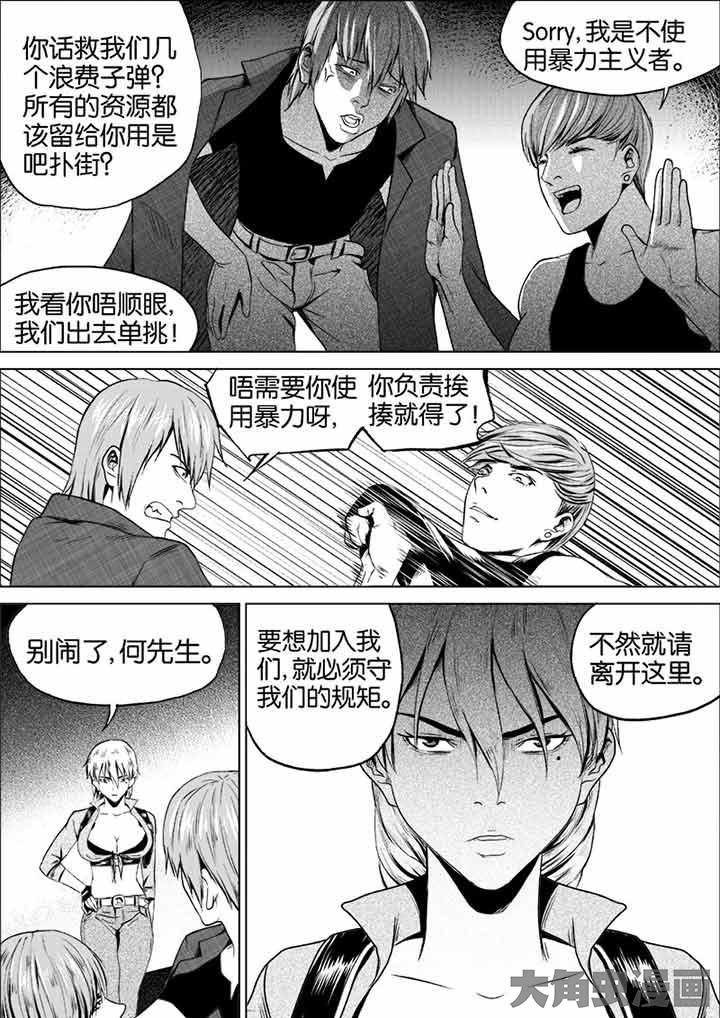 你话救我们几
个浪费子弹？
所有的资源都
该留给你用是
吧扑街？
Sorry，我是不使
用暴力主义者。
我看你唔顺眼，
我们出去单挑！
唔需要你使
用暴力呀，
你负责挨
揍就得了！
别闹了，何先生。
要想加入我
们，就必须守
我们的规矩。
不然就请
离开这里。
大角虫漫画